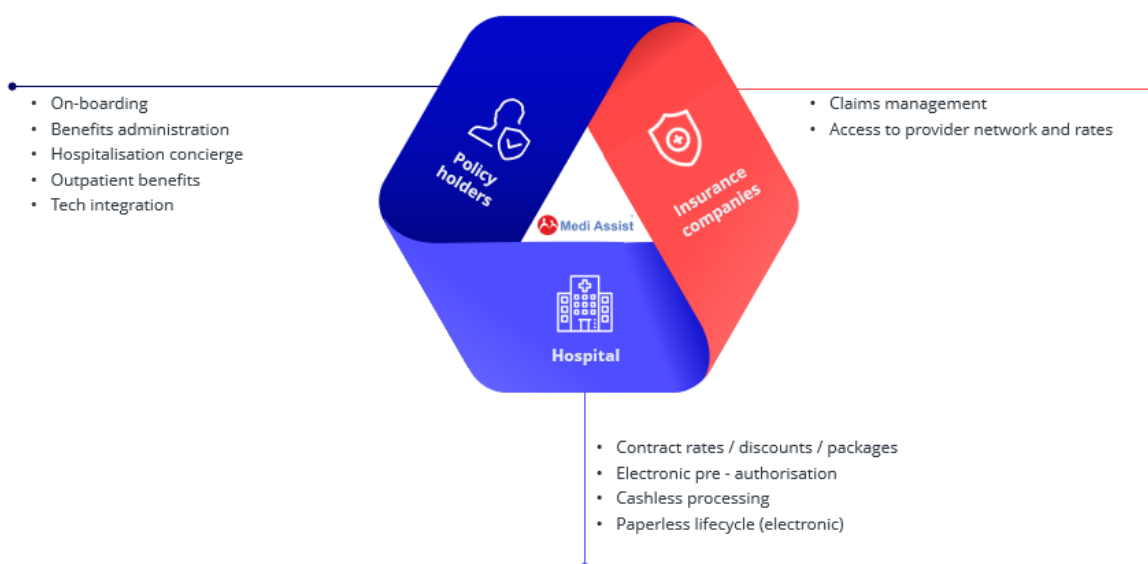 • On-boarding
• Benefits administration
• Hospitalisation concierge
• Outpatient benefits
• Tech integration
Policy
holders
Insurance
companies
• Claims management
• Access to provider network and rates
Medi Assist
Hospital
• Contract rates / discounts / packages
• Electronic pre - authorisation
• Cashless processing
• Paperless lifecycle (electronic)